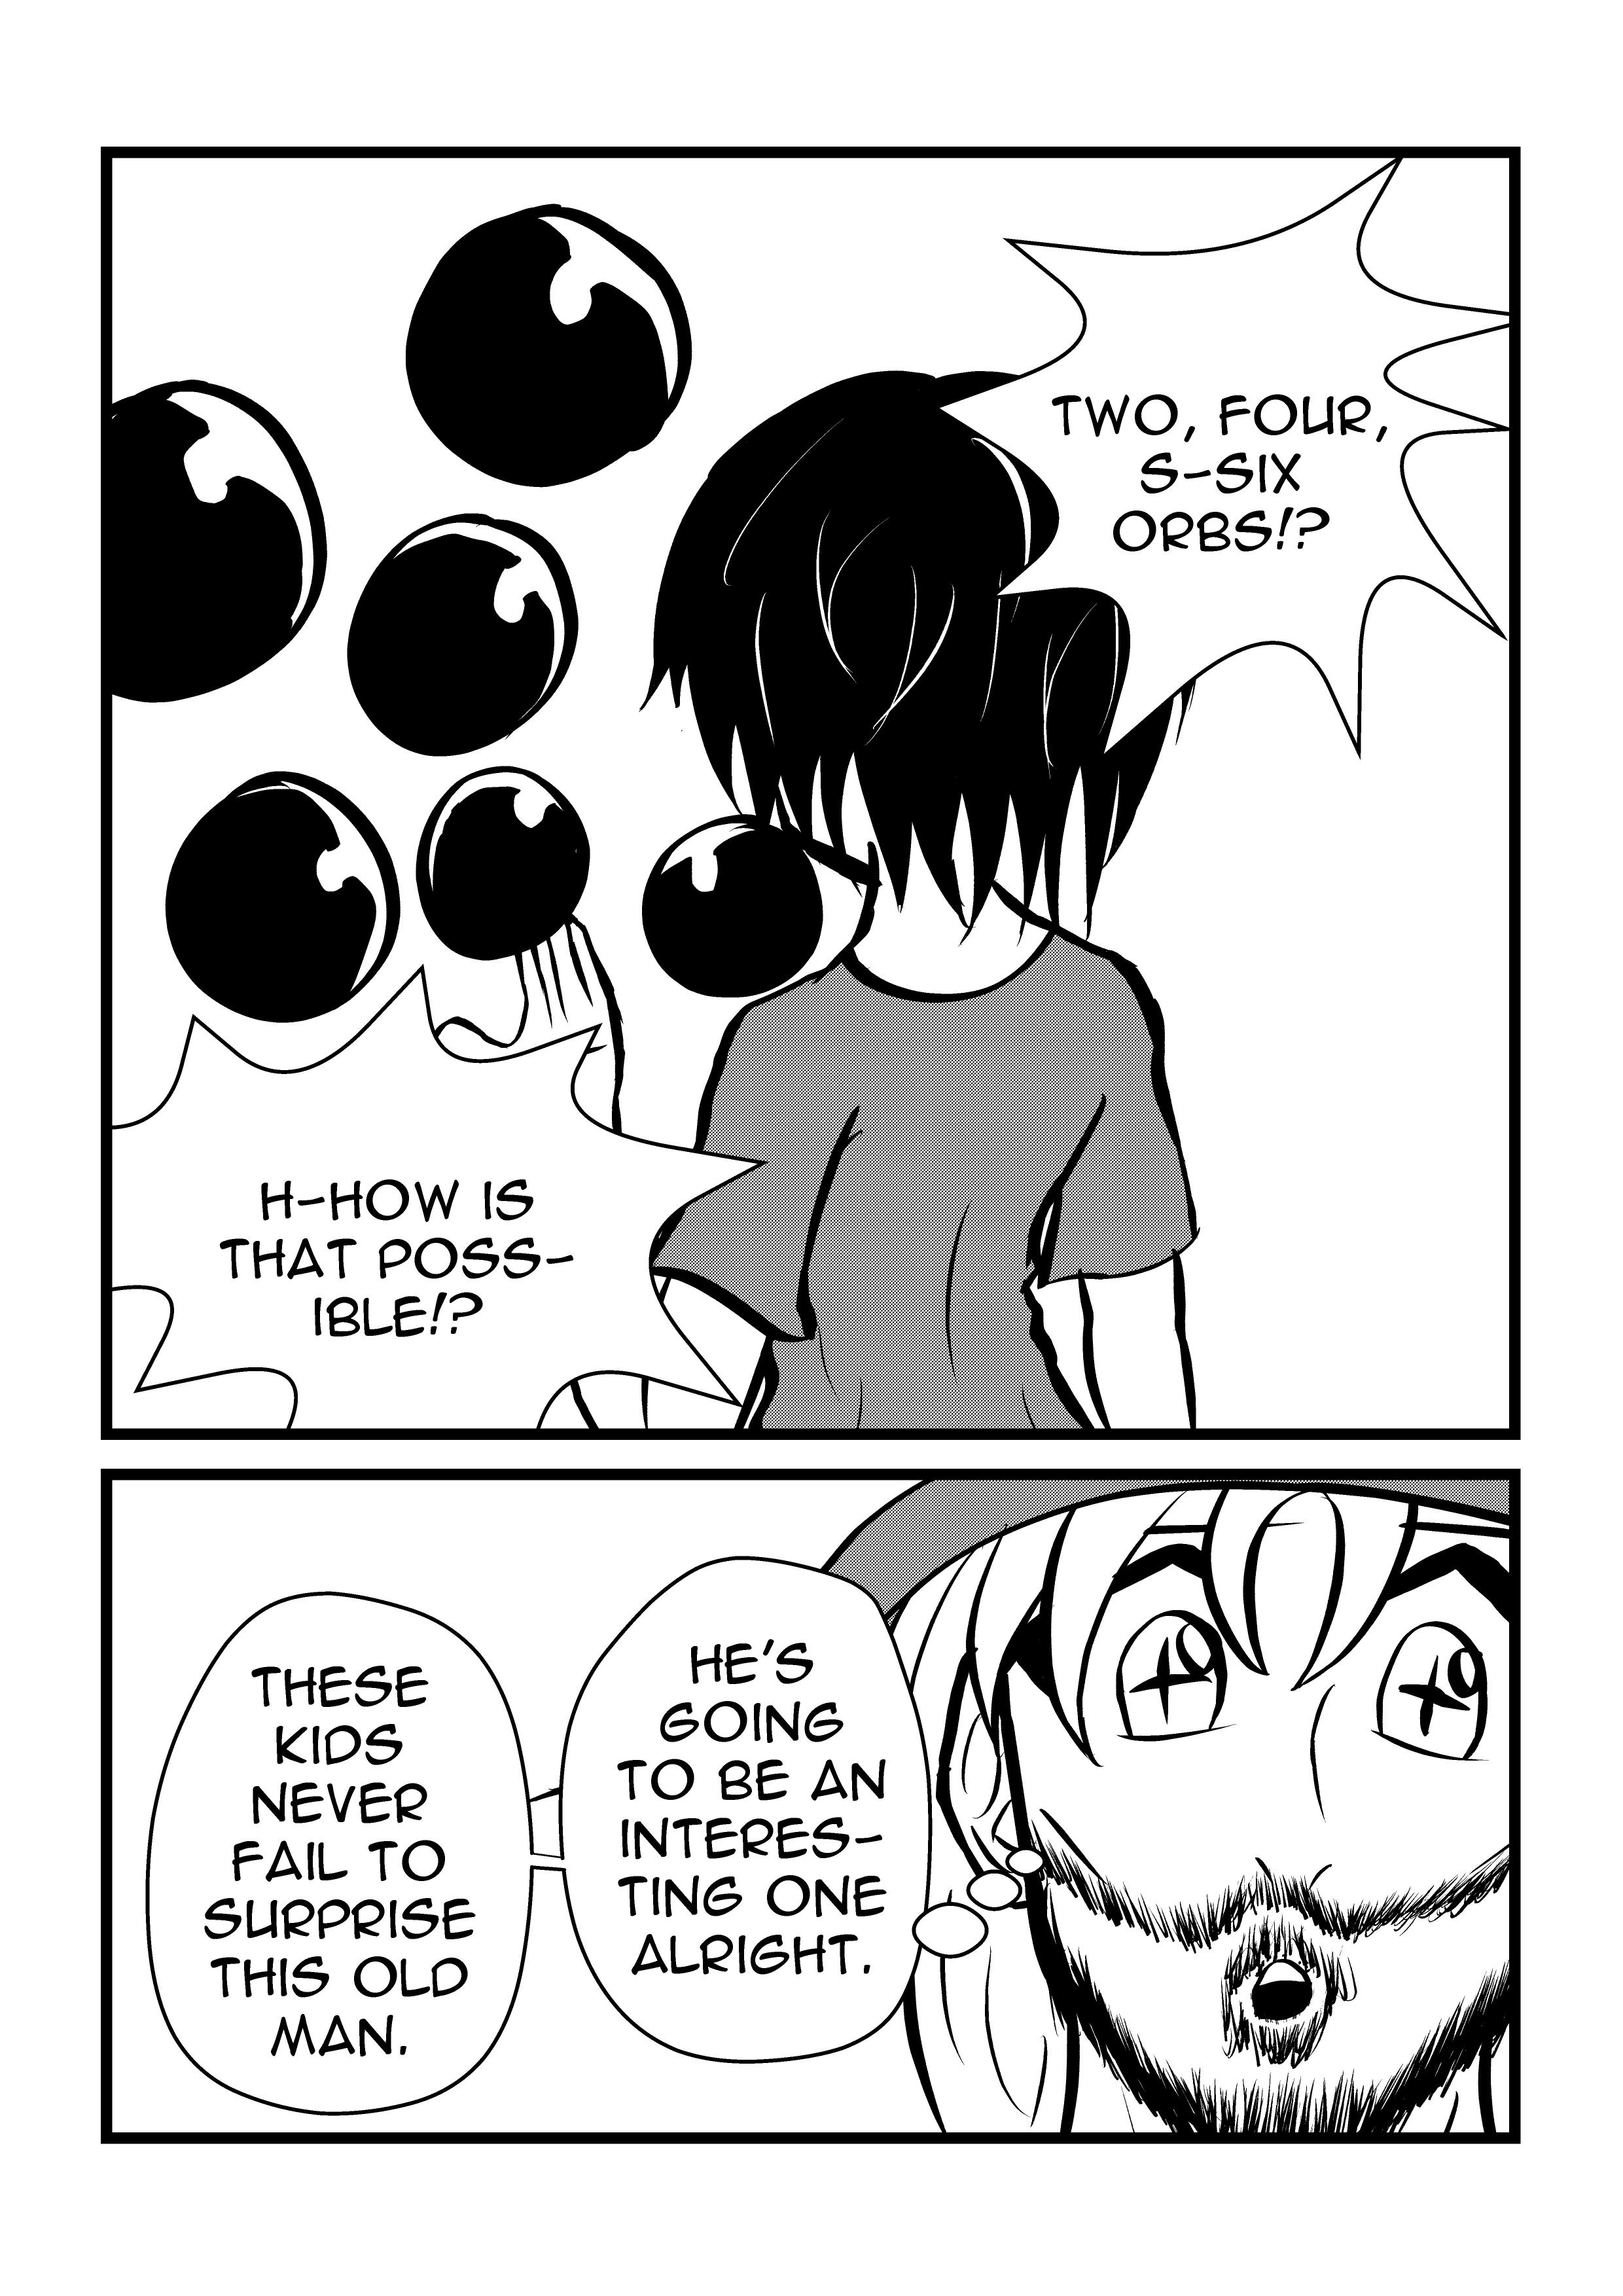 TWO, FOUR,
S-SIX
ORBS!?
H-HOW IS
THAT POSS-
IBLE!?
HE'S
GOING
TO BE AN
INTERES-
TING ONE
ALRIGHT.
THESE
KIDS
NEVER
FAIL TO
SURPRISE
THIS OLD
MAN.